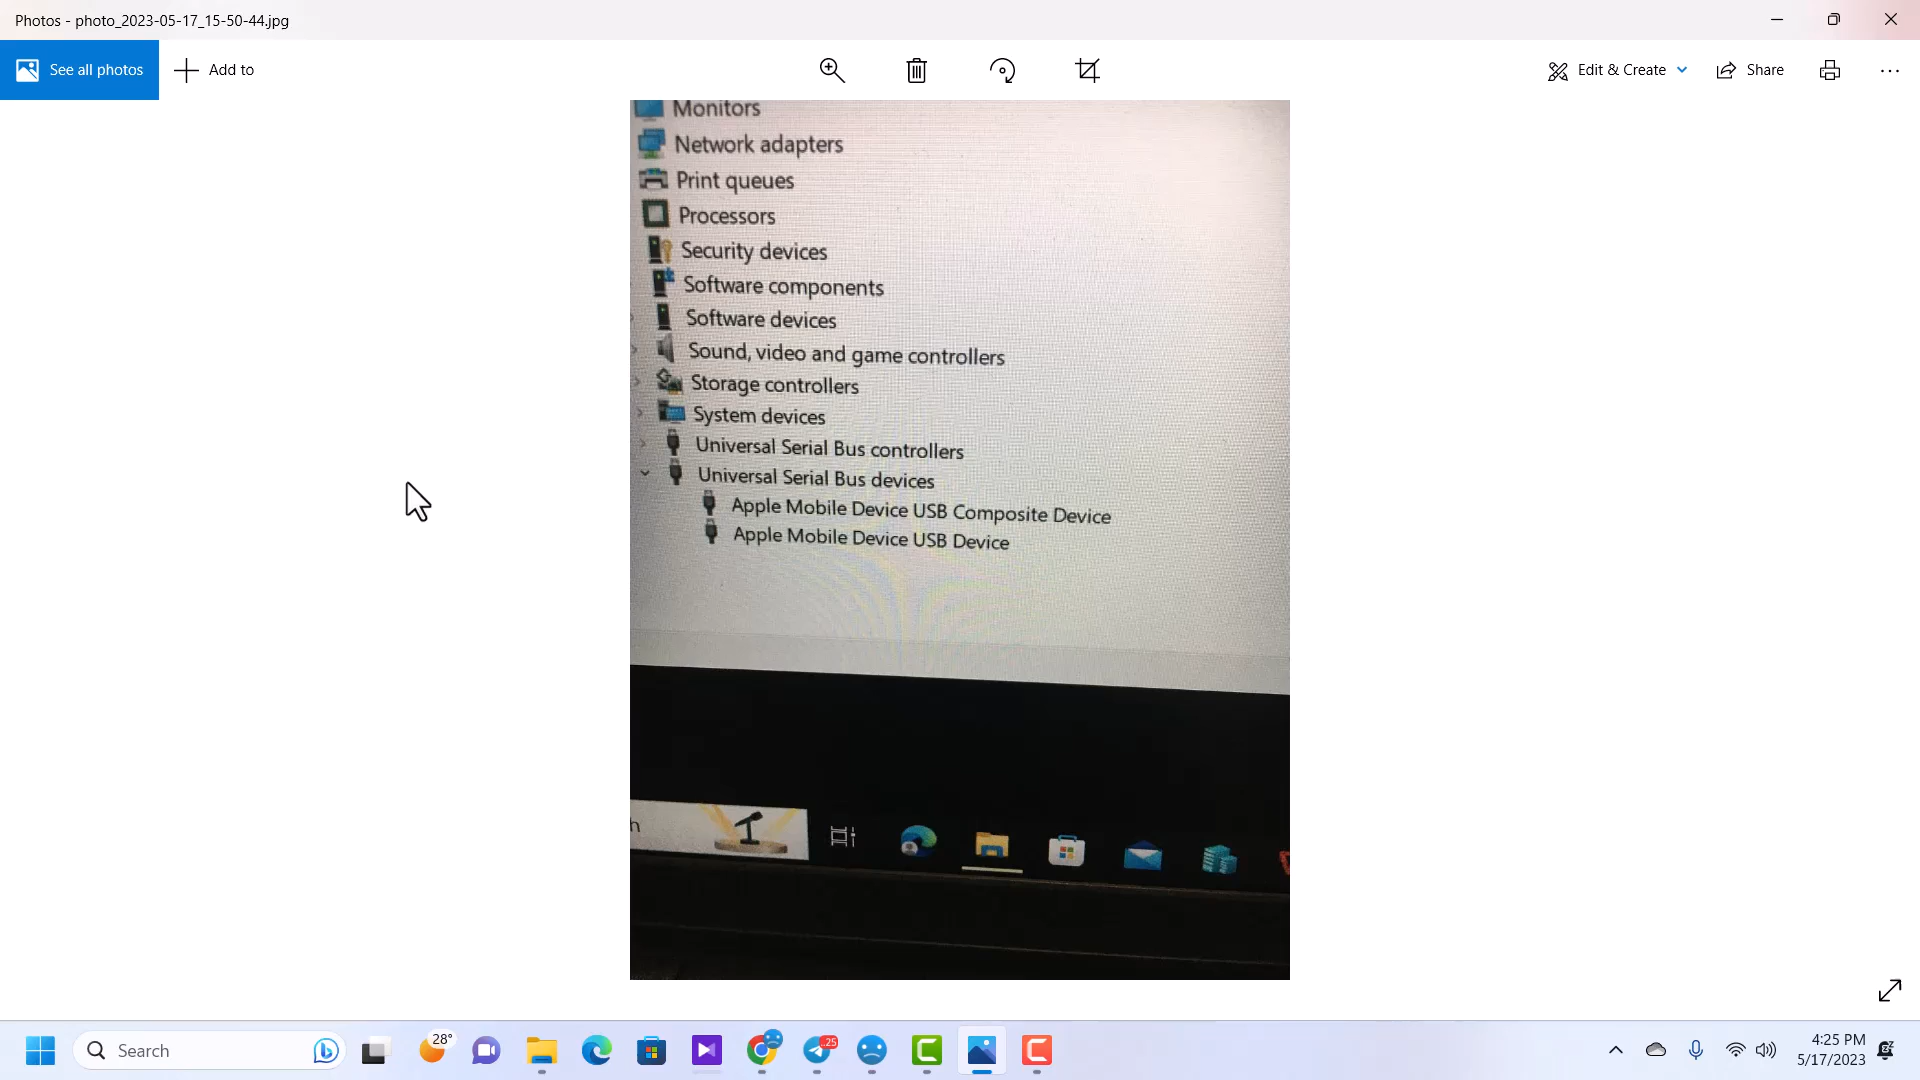 Photos - photo_2023-05-17_15-50-44.jpg
See all photos
Add to
Edit & Create
Share
Monitors
Network adapters
Print queues
Processors
Security devices
Software components
Software devices
Sound, video and game controllers
Storage controllers
System devices
Universal Serial Bus controllers
Universal Serial Bus devices
Apple Mobile Device USB Composite Device
Apple Mobile Device USB Device
h
Search
28°
..25
4:25 PM
5/17/2023